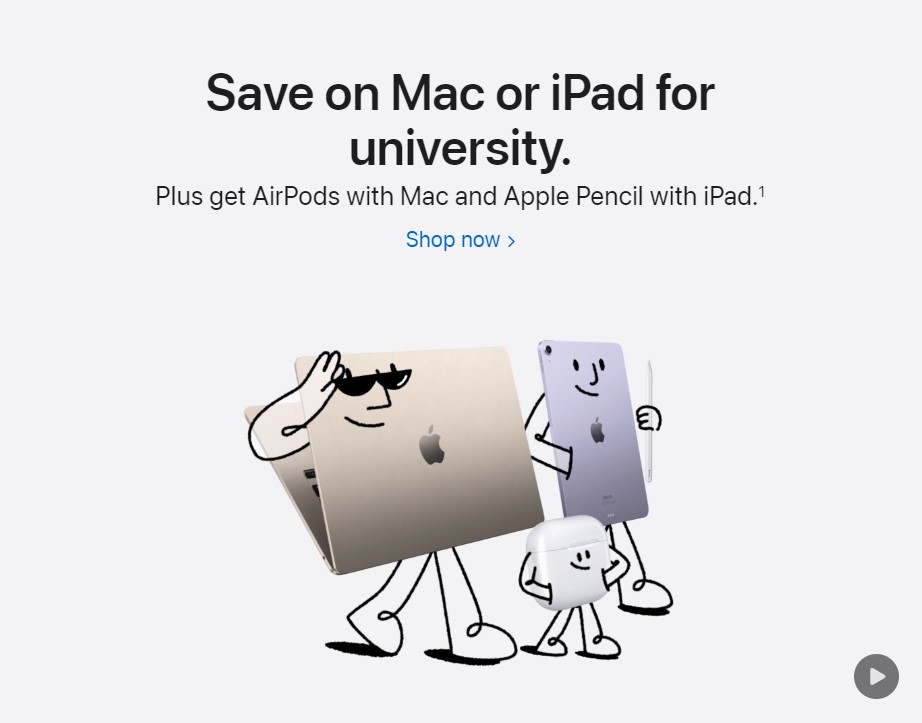 Save on Mac or iPad for
university.
Plus get AirPods with Mac and Apple Pencil with iPad.¹
Shop now >